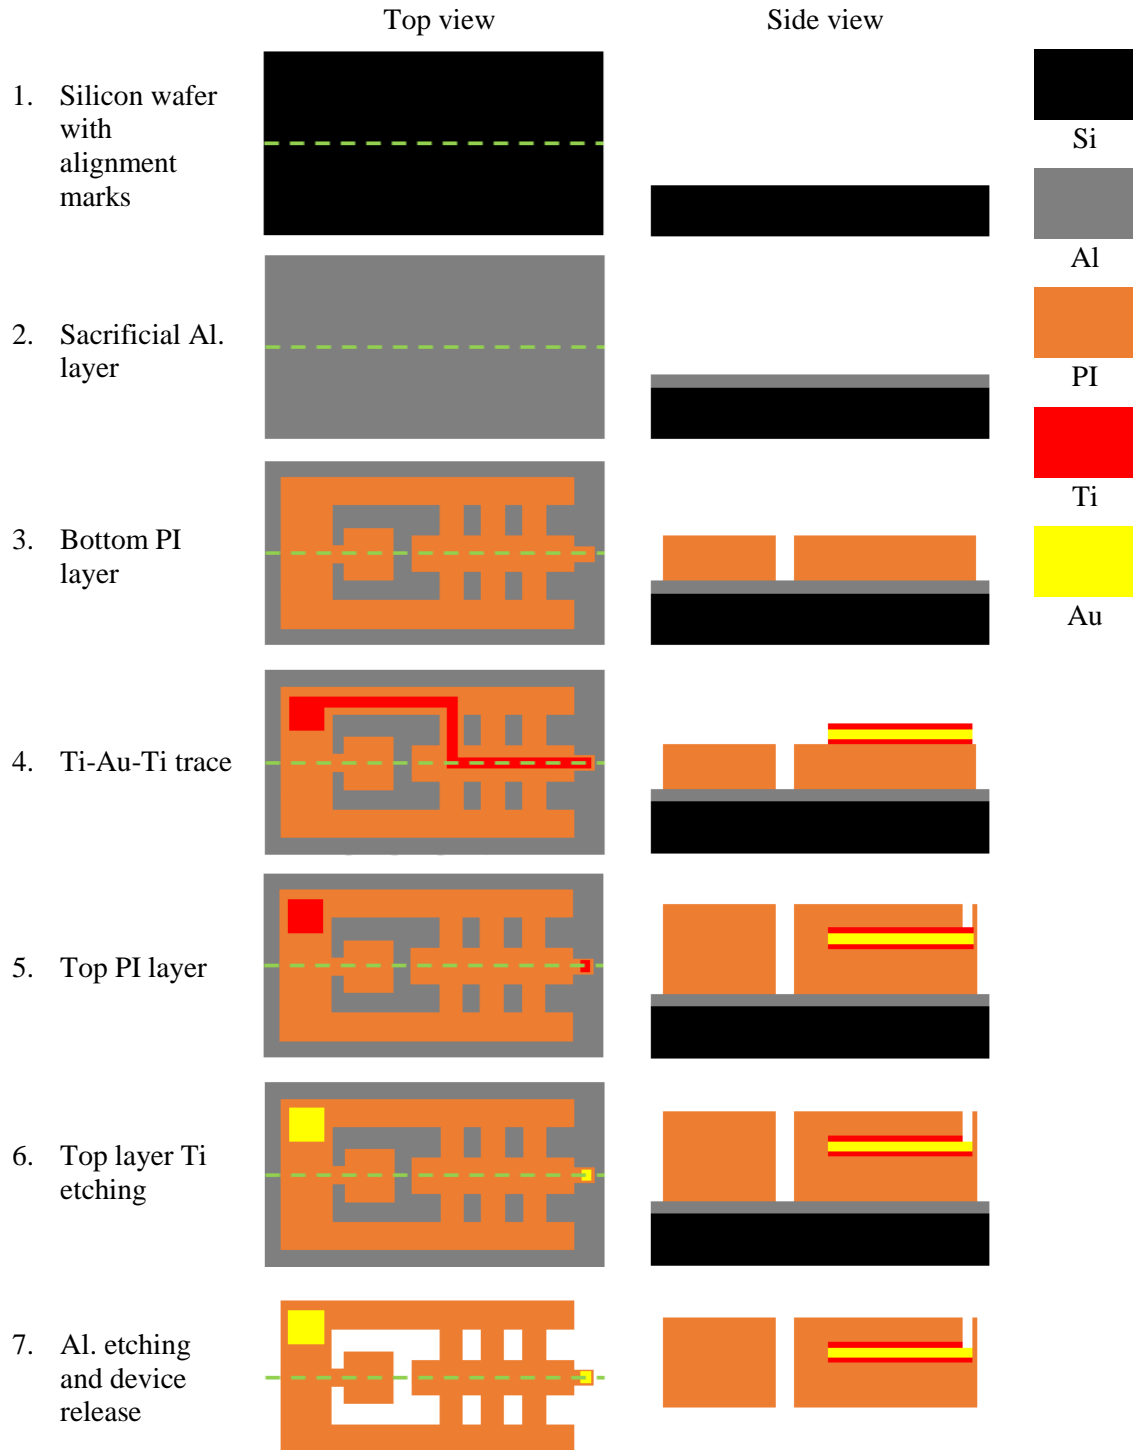 Top view
Side view
1. Silicon wafer
with
alignment
marks
Si
Al
2. Sacrificial Al.
layer
PI
3. Bottom PI
layer
Ti
Au
4. Ti-Au-Ti trace
5. Top PI layer
6. Top layer Ti
etching
7. Al. etching
and device
release